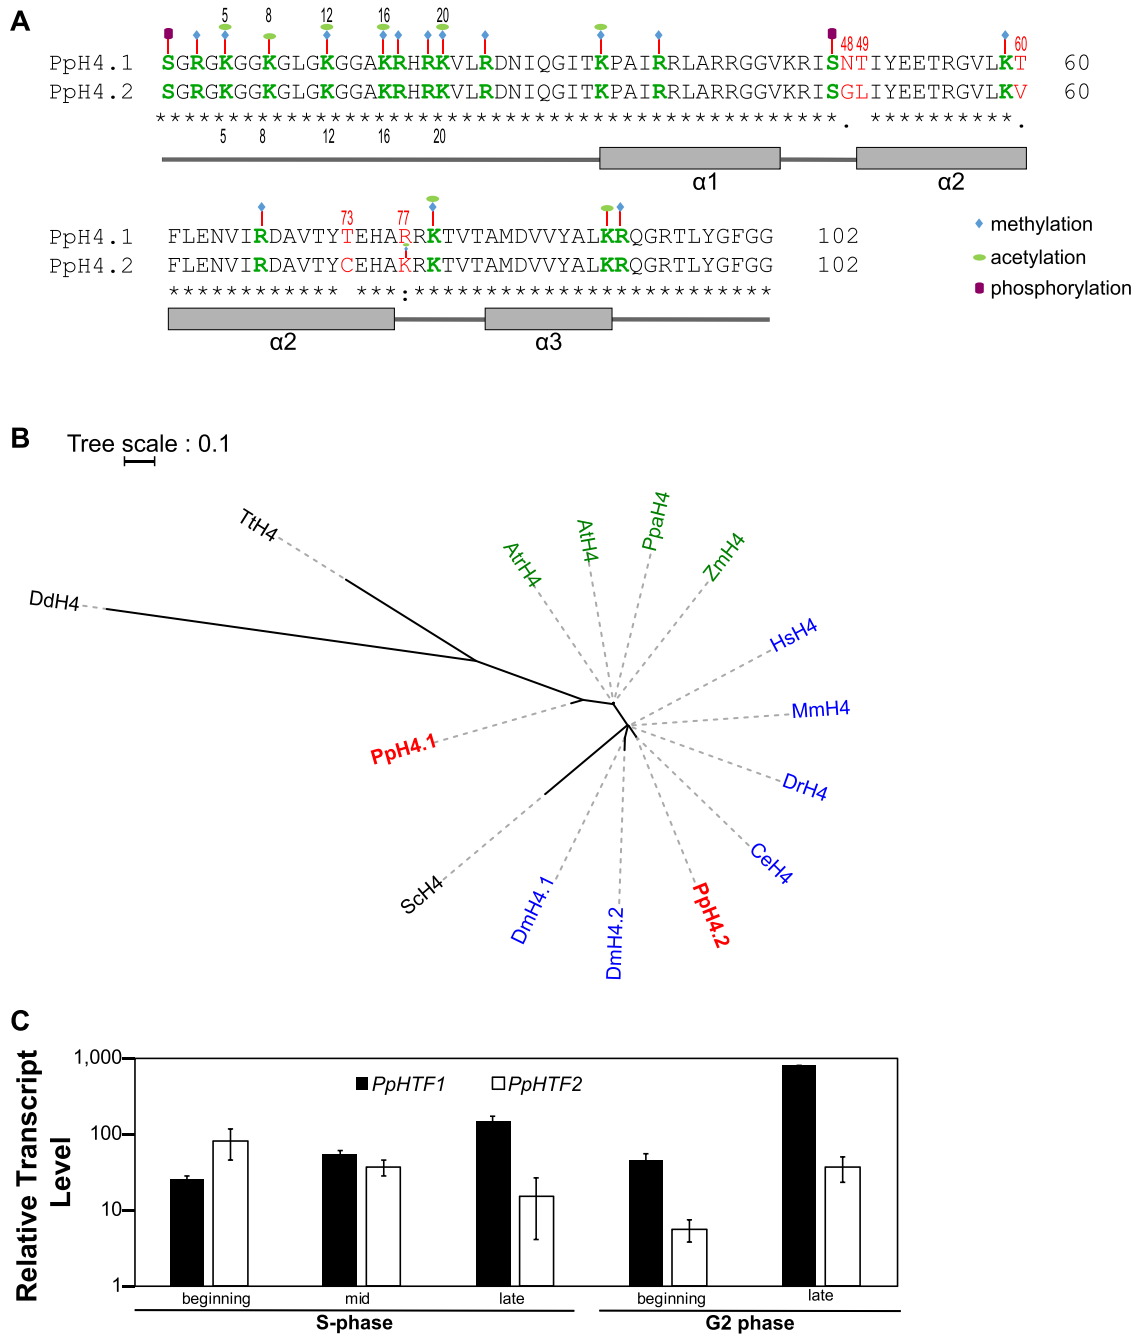 A
5 8 12 16 20
48 49 60
PpH4.1 SGRGKGGKGLGKGGAKRHRKVLRDNIQGITKPAIRRLARRGGVKRISNTIYEETRGVLKT 60
PpH4.2 SGRGKGGKGLGKGGAKRHRKVLRDNIQGITKPAIRRLARRGGVKRISGLIYEETRGVLKV 60
***********************************************. **********.
5 8 12 16 20
α1 α2
73 77
PpH4.1 FLENVIRDAVTYTEHARRKTVTAMDVVYALKRQGRTLYGFGG 102
PpH4.2 FLENVIRDAVTYCEHAKRKTVTAMDVVYALKRQGRTLYGFGG 102
************ ***:*************************
α2 α3
methylation
acetylation
phosphorylation
B
Tree scale : 0.1
TtH4
DdH4
AtrH4
AtH4
PpaH4
ZmH4
HsH4
MmH4
DrH4
CeH4
PpH4.2
DmH4.2
DmH4.1
ScH4
PpH4.1
C
Relative Transcript
Level
1,000
100
10
1
PpHTF1 PpHTF2
beginning mid late beginning late
S-phase G2 phase